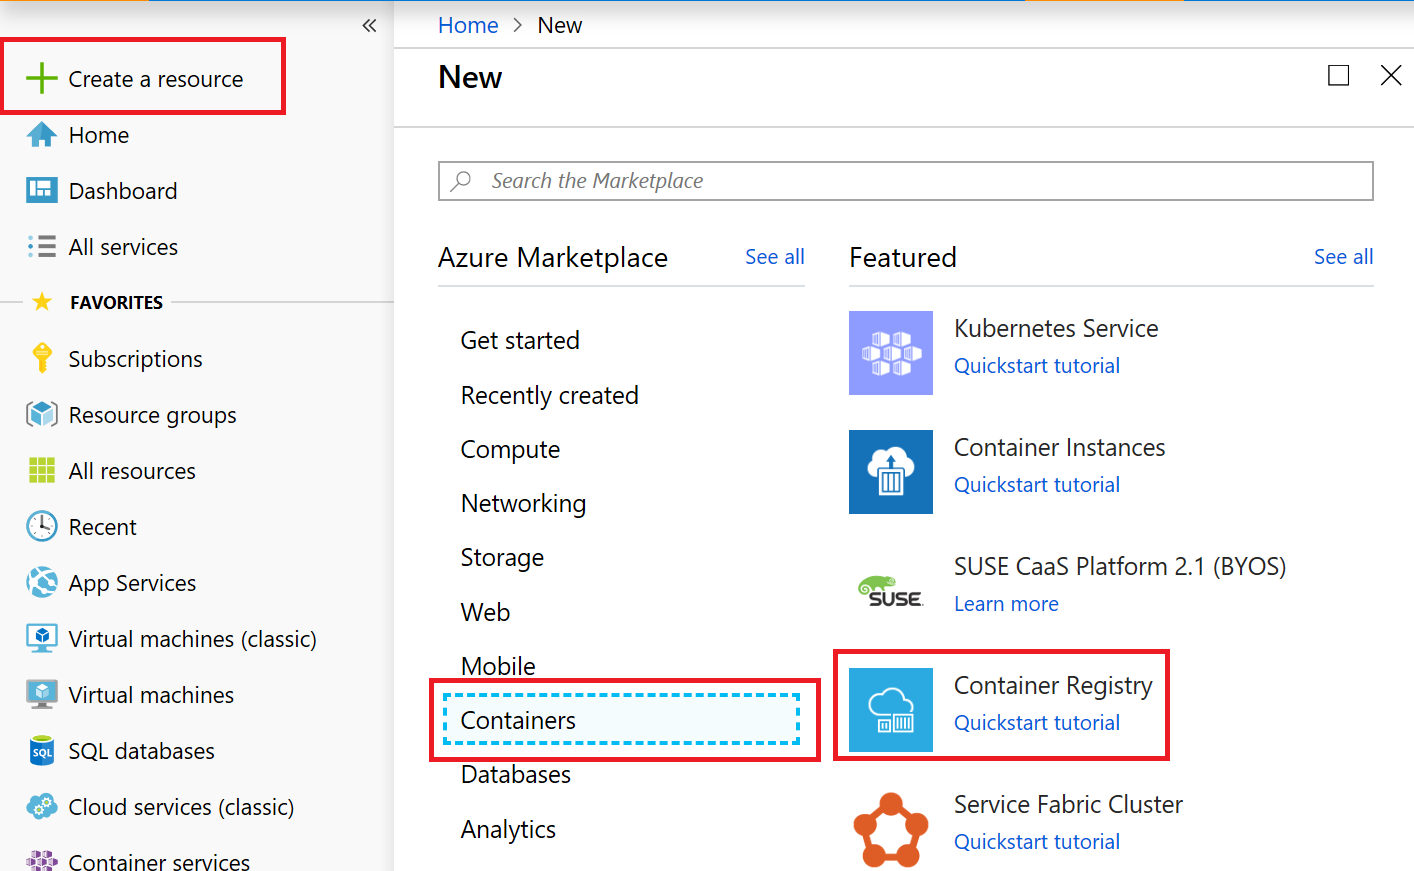 Create a resource
Home
Dashboard
All services
FAVORITES
Subscriptions
Resource groups
All resources
Recent
App Services
Virtual machines (classic)
Virtual machines
SQL
SQL databases
Cloud services (classic)
Container services
Home > New
New
Search the Marketplace
Azure Marketplace
See all
Get started
Recently created
Compute
Networking
Storage
Web
Mobile
Containers
Databases
Analytics
Featured
See all
Kubernetes Service
Quickstart tutorial
Container Instances
Quickstart tutorial
SUSE
SUSE CaaS Platform 2.1 (BYOS)
Learn more
Container Registry
Quickstart tutorial
Service Fabric Cluster
Quickstart tutorial